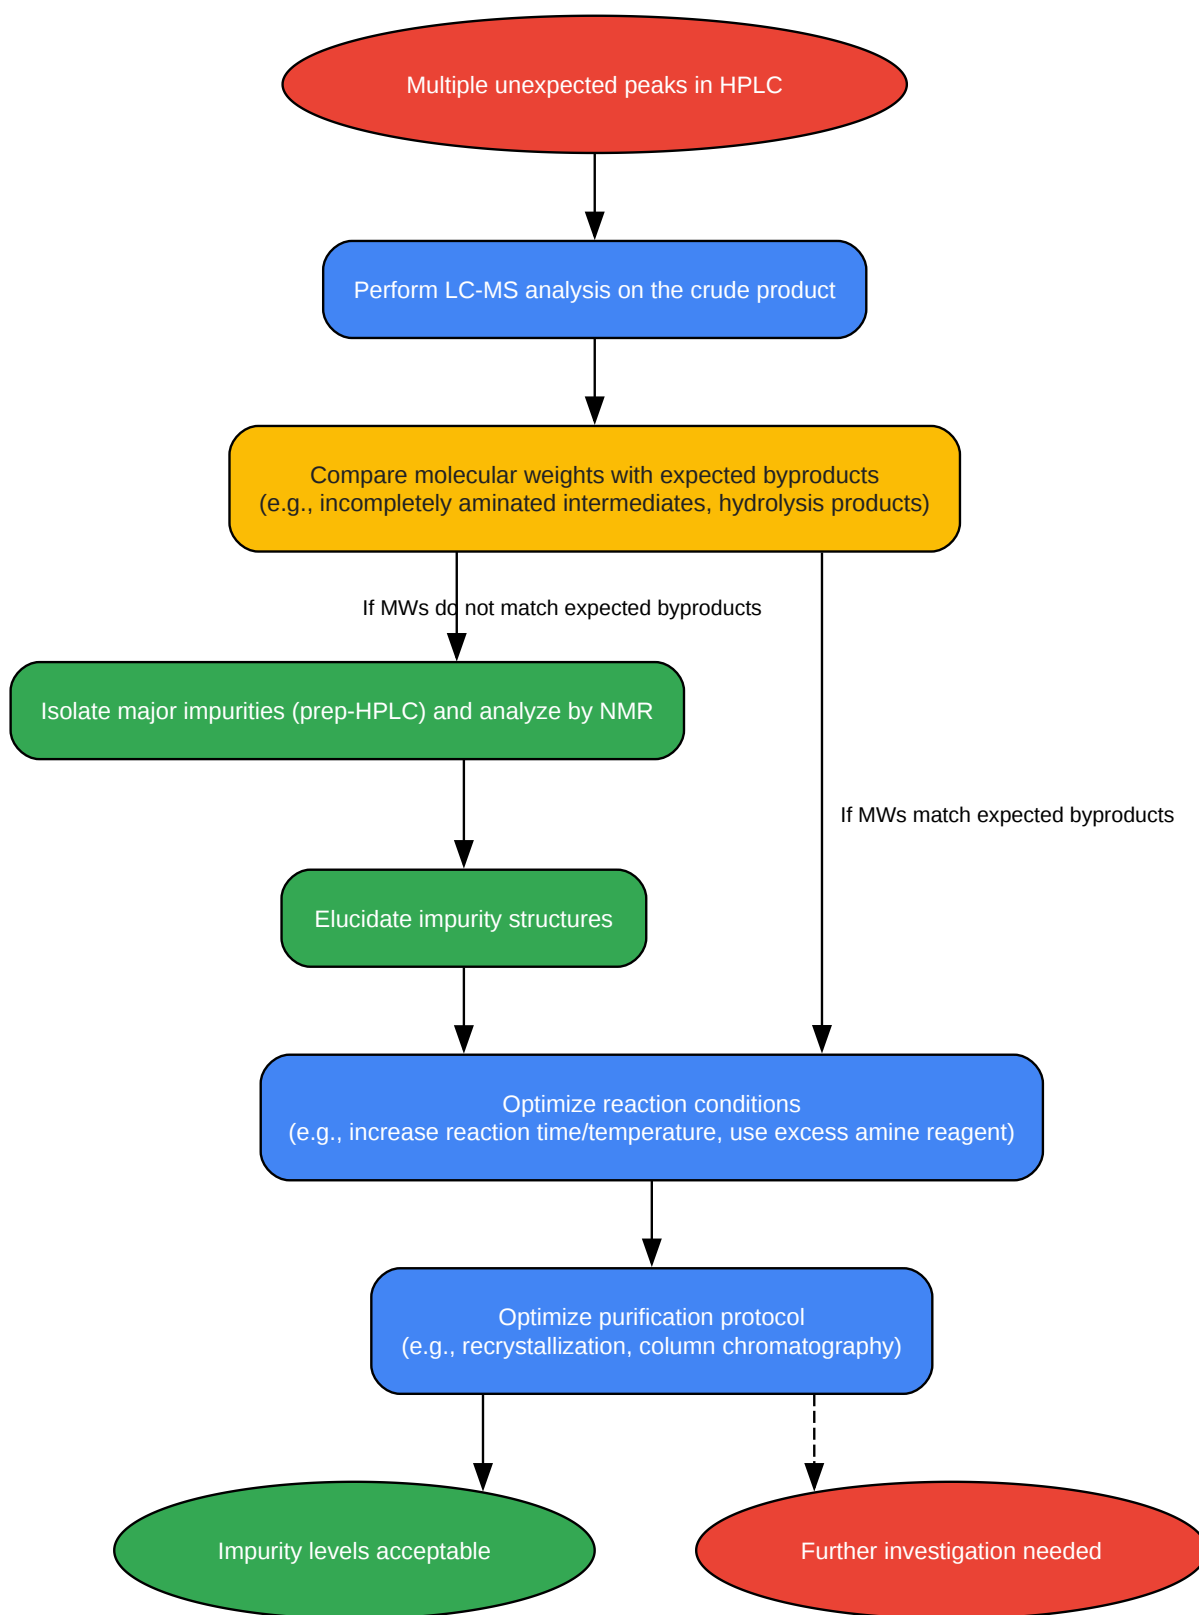 Multiple unexpected peaks in HPLC
Perform LC-MS analysis on the crude product
Compare molecular weights with expected byproducts
(e.g., incompletely aminated intermediates, hydrolysis products)
If MWs do not match expected byproducts
Isolate major impurities (prep-HPLC) and analyze by NMR
If MWs match expected byproducts
Elucidate impurity structures
Optimize reaction conditions
(e.g., increase reaction time/temperature, use excess amine reagent)
Optimize purification protocol
(e.g., recrystallization, column chromatography)
Impurity levels acceptable
Further investigation needed